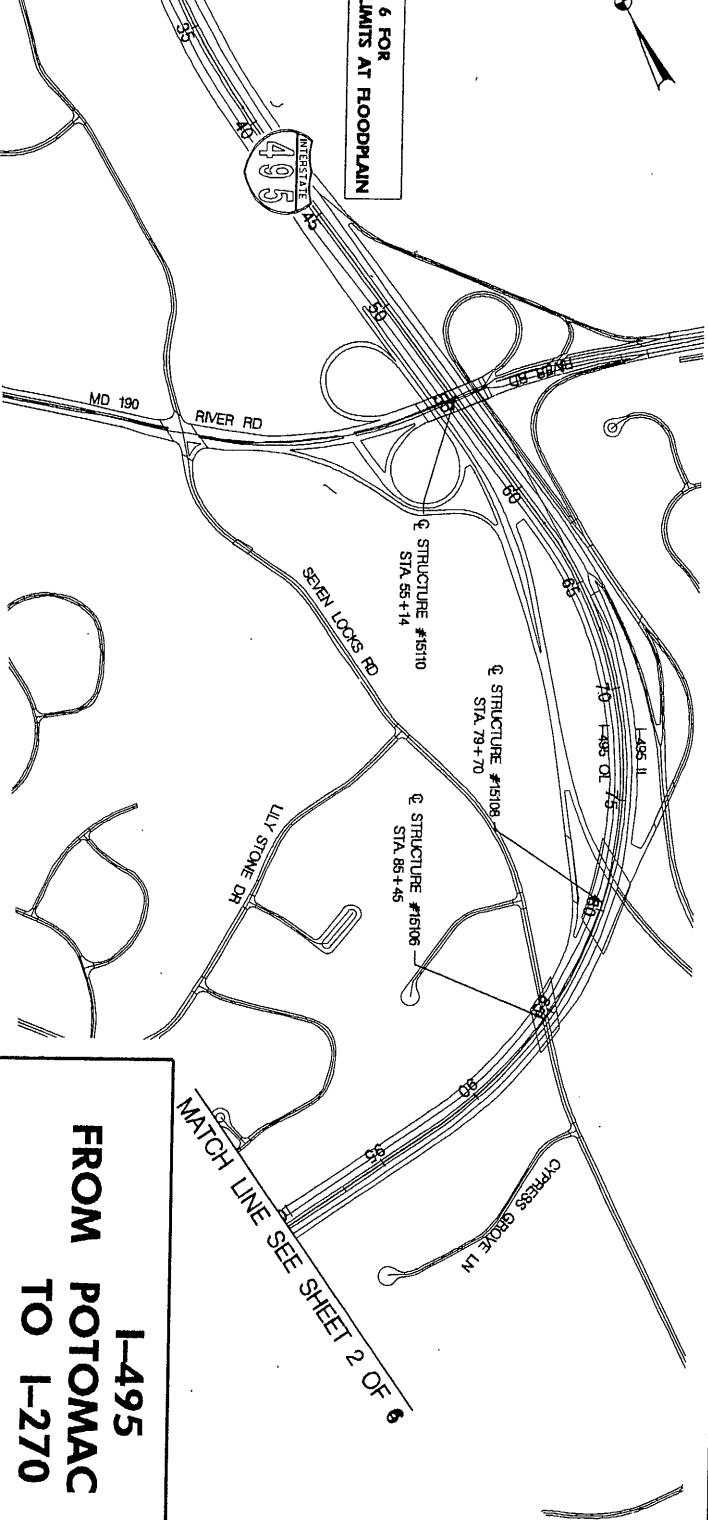 6 FOR
LIMITS AT FLOODPLAIN
35
40
INTERSTATE
495
45
50
RIVER RD
MD 190
RIVER RD
60
65
70
I-495 IL
I-495 OL
75
80
℄ STRUCTURE #15110
STA. 55+14
SEVEN LOCKS RD
℄ STRUCTURE #15108
STA. 79+70
℄ STRUCTURE #15106
STA. 85+45
LILY STONE DR
85
90
95
CYPRESS GROVE LN
MATCH LINE SEE SHEET 2 OF 6
I-495
FROM POTOMAC
TO I-270